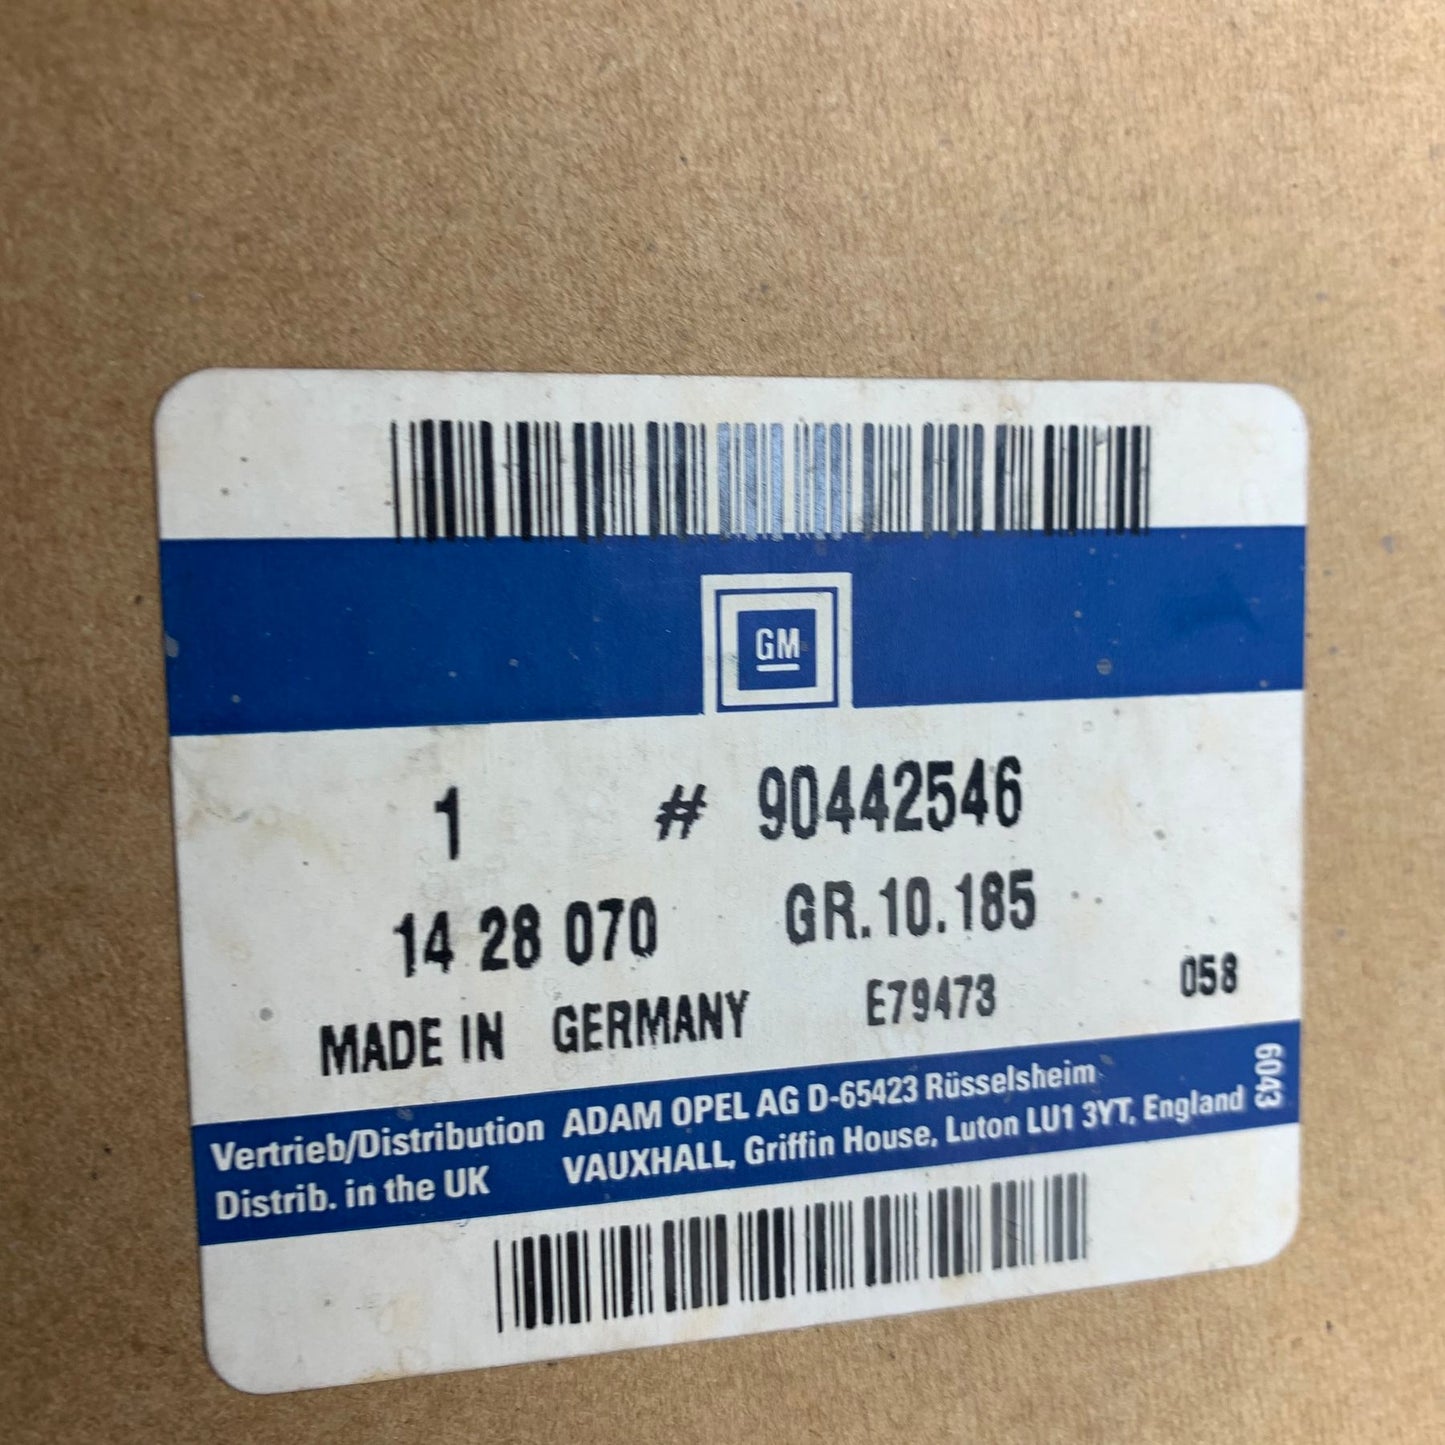 GM
1 # 90442546
14 28 070 GR.10.185
MADE IN GERMANY E79473 058
Vertrieb/Distribution ADAM OPEL AG D-65423 Rüsselsheim
Distrib. in the UK VAUXHALL, Griffin House, Luton LU1 3YT, England
6043